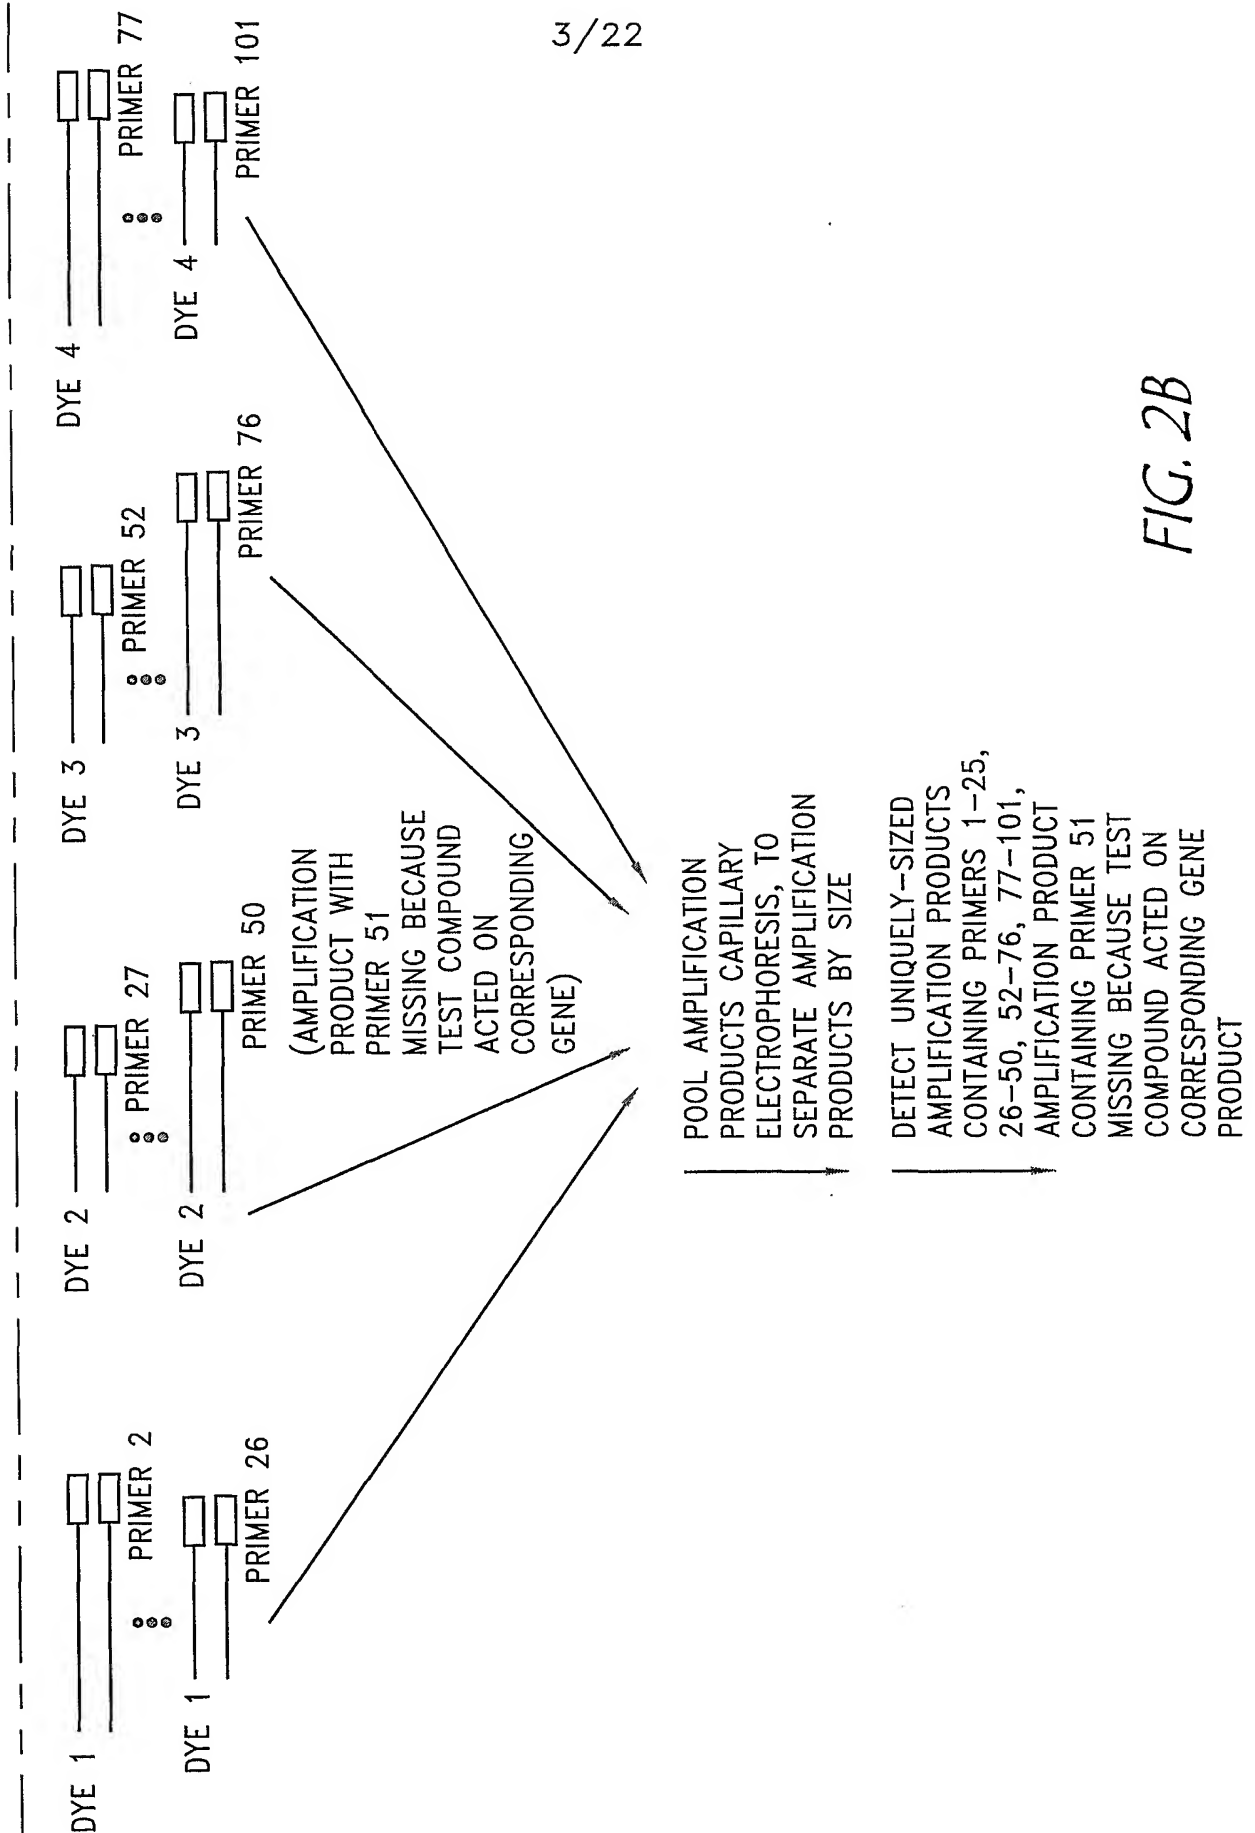 3/22
DYE 1
PRIMER 2
DYE 1
PRIMER 26
DYE 2
PRIMER 27
DYE 2
PRIMER 50
(AMPLIFICATION
PRODUCT WITH
PRIMER 51
MISSING BECAUSE
TEST COMPOUND
ACTED ON
CORRESPONDING
GENE)
DYE 3
PRIMER 52
DYE 3
PRIMER 76
DYE 4
PRIMER 77
DYE 4
PRIMER 101
POOL AMPLIFICATION
PRODUCTS CAPILLARY
ELECTROPHORESIS, TO
SEPARATE AMPLIFICATION
PRODUCTS BY SIZE
DETECT UNIQUELY-SIZED
AMPLIFICATION PRODUCTS
CONTAINING PRIMERS 1-25,
26-50, 52-76, 77-101,
AMPLIFICATION PRODUCT
CONTAINING PRIMER 51
MISSING BECAUSE TEST
COMPOUND ACTED ON
CORRESPONDING GENE
PRODUCT
FIG. 2B